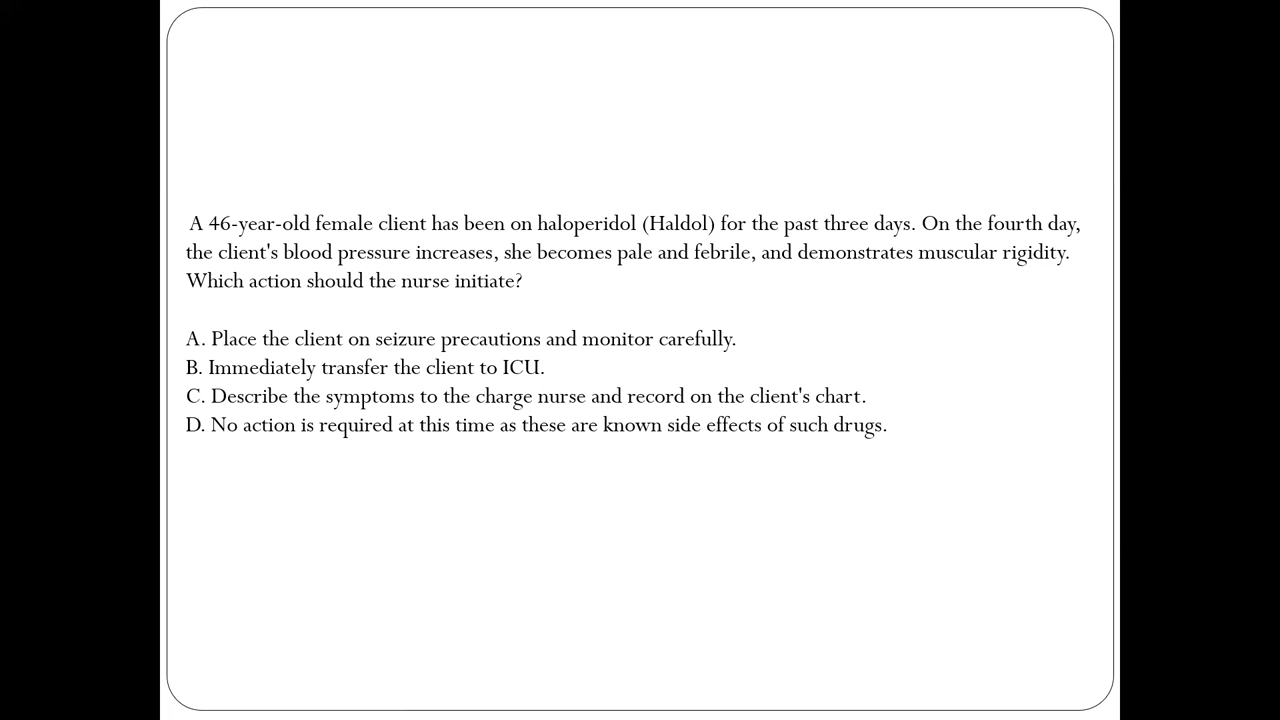 A 46-year-old female client has been on haloperidol (Haldol) for the past three days. On the fourth day,
the client's blood pressure increases, she becomes pale and febrile, and demonstrates muscular rigidity.
Which action should the nurse initiate?
A. Place the client on seizure precautions and monitor carefully.
B. Immediately transfer the client to ICU.
C. Describe the symptoms to the charge nurse and record on the client's chart.
D. No action is required at this time as these are known side effects of such drugs.